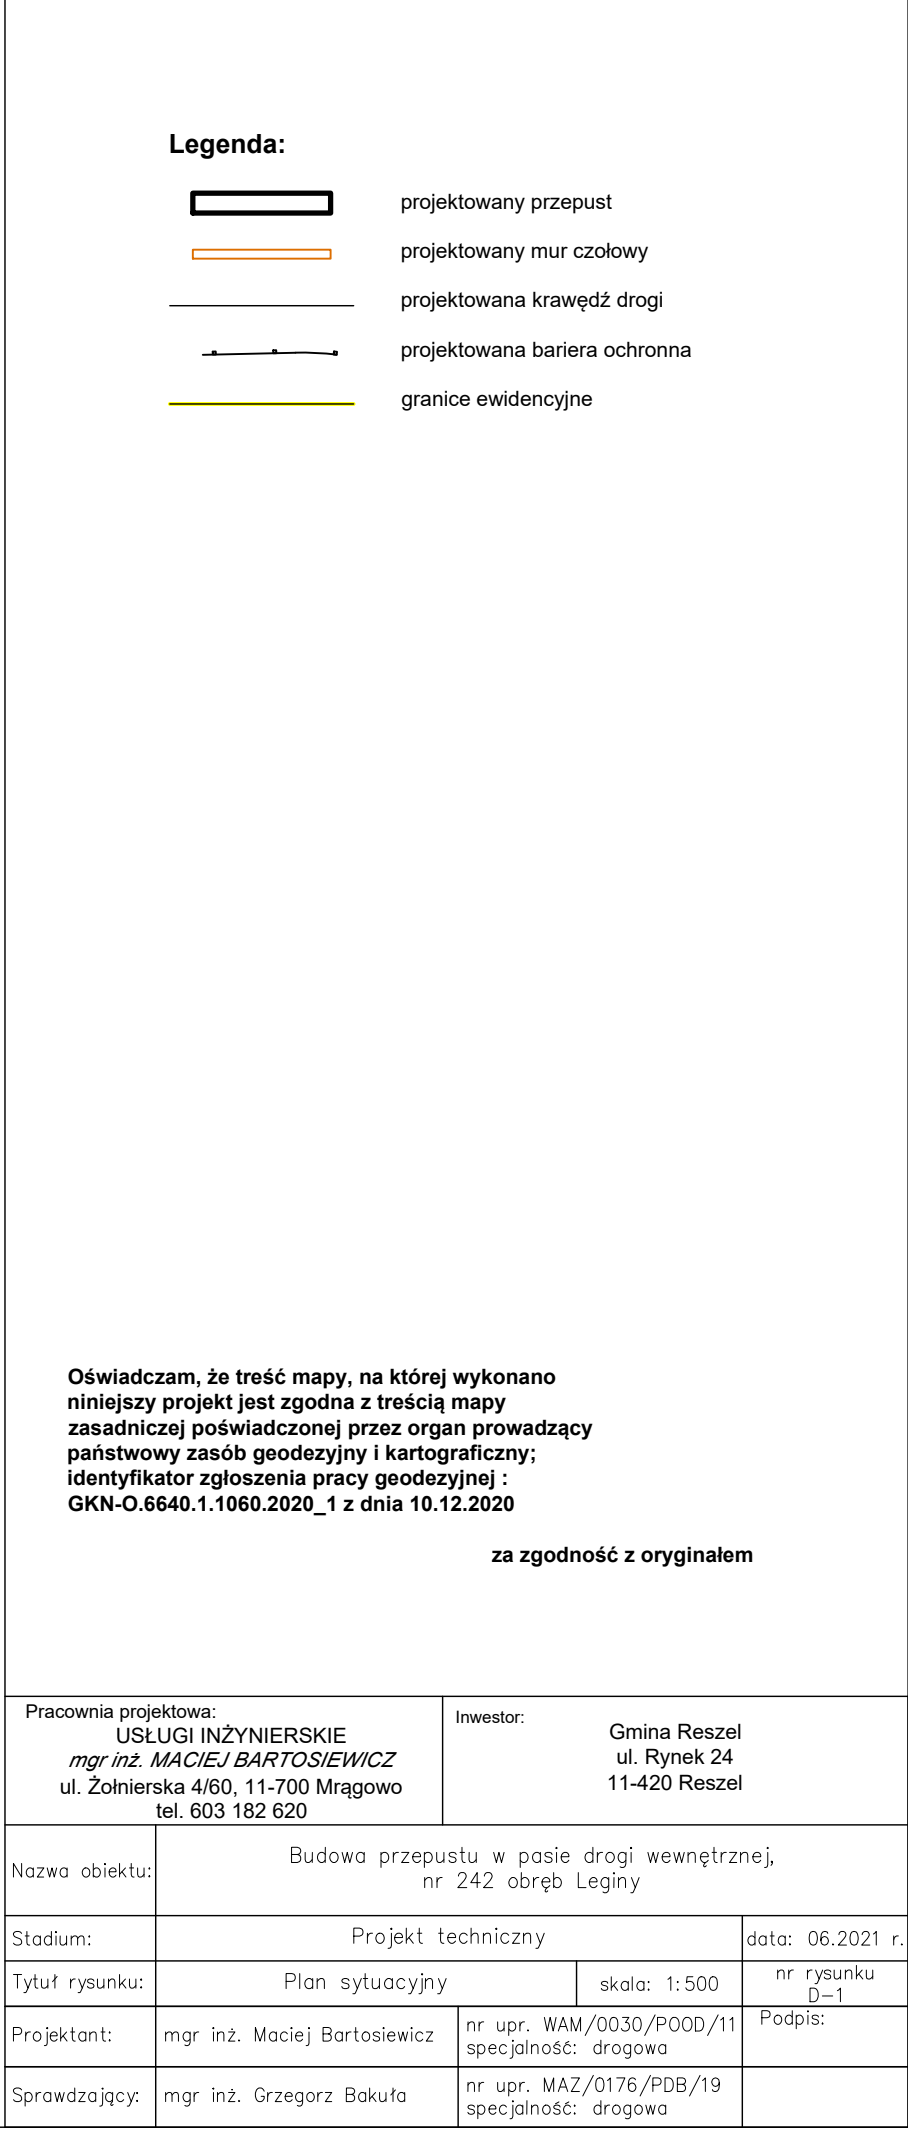 Legenda:
projektowany przepust
projektowany mur czołowy
projektowana krawędź drogi
projektowana bariera ochronna
granice ewidencyjne
Oświadczam, że treść mapy, na której wykonano
niniejszy projekt jest zgodna z treścią mapy
zasadniczej poświadczonej przez organ prowadzący
państwowy zasób geodezyjny i kartograficzny;
identyfikator zgłoszenia pracy geodezyjnej :
GKN-O.6640.1.1060.2020_1 z dnia 10.12.2020
za zgodność z oryginałem
Pracownia projektowa:
USŁUGI INŻYNIERSKIE
mgr inż. MACIEJ BARTOSIEWICZ
ul. Żołnierska 4/60, 11-700 Mrągowo
tel. 603 182 620
Inwestor:
Gmina Reszel
ul. Rynek 24
11-420 Reszel
Nazwa obiektu:
Budowa przepustu w pasie drogi wewnętrznej,
nr 242 obręb Leginy
Stadium:
Projekt techniczny
data: 06.2021 r.
Tytuł rysunku:
Plan sytuacyjny
skala: 1:500
nr rysunku
D-1
Projektant:
mgr inż. Maciej Bartosiewicz
nr upr. WAM/0030/POOD/11
specjalność: drogowa
Podpis:
Sprawdzający:
mgr inż. Grzegorz Bakuła
nr upr. MAZ/0176/PDB/19
specjalność: drogowa